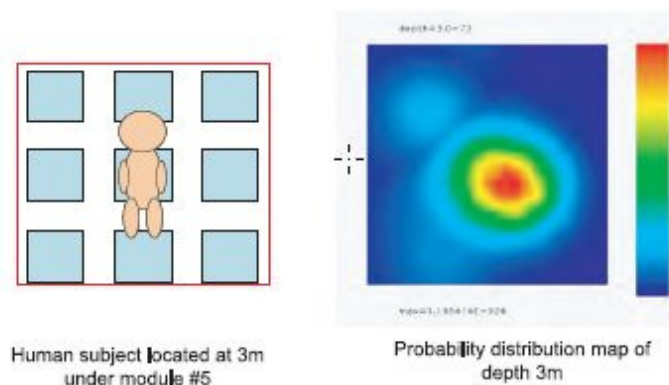 Human subject located at 3m
under module #5
Probability distribution map of
depth 3m